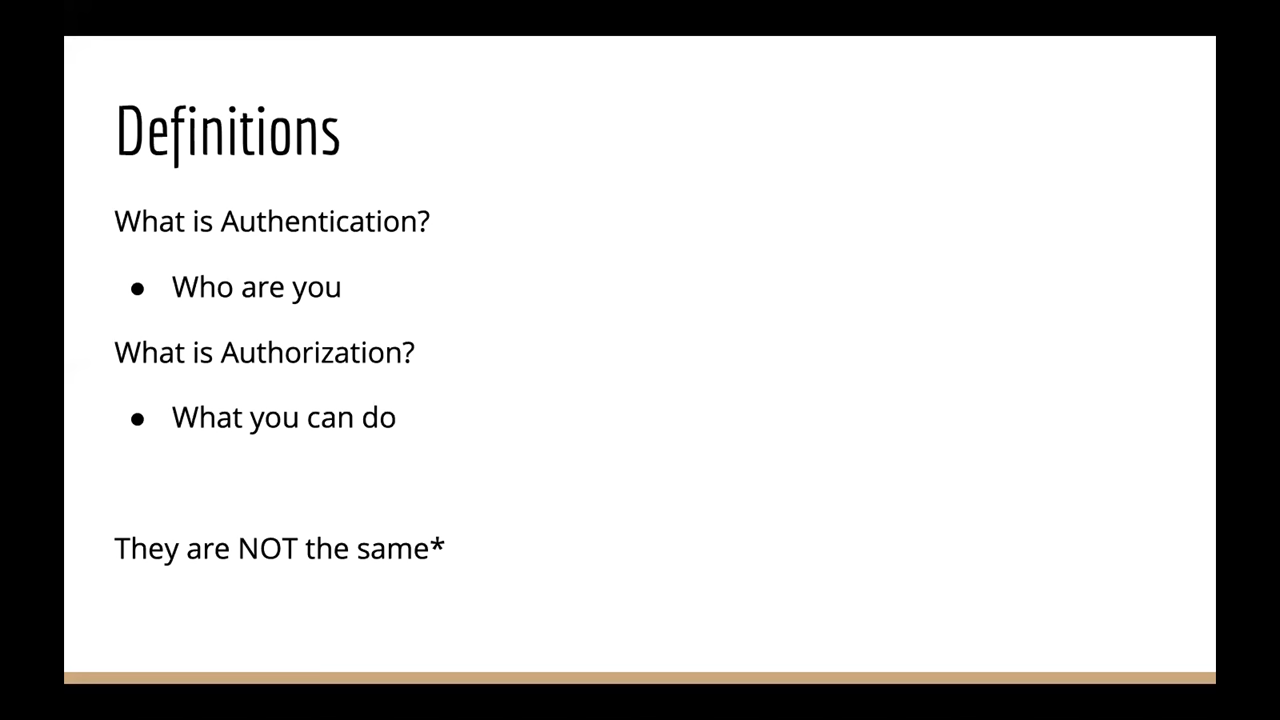 Definitions
What is Authentication?
● Who are you
What is Authorization?
● What you can do
They are NOT the same*